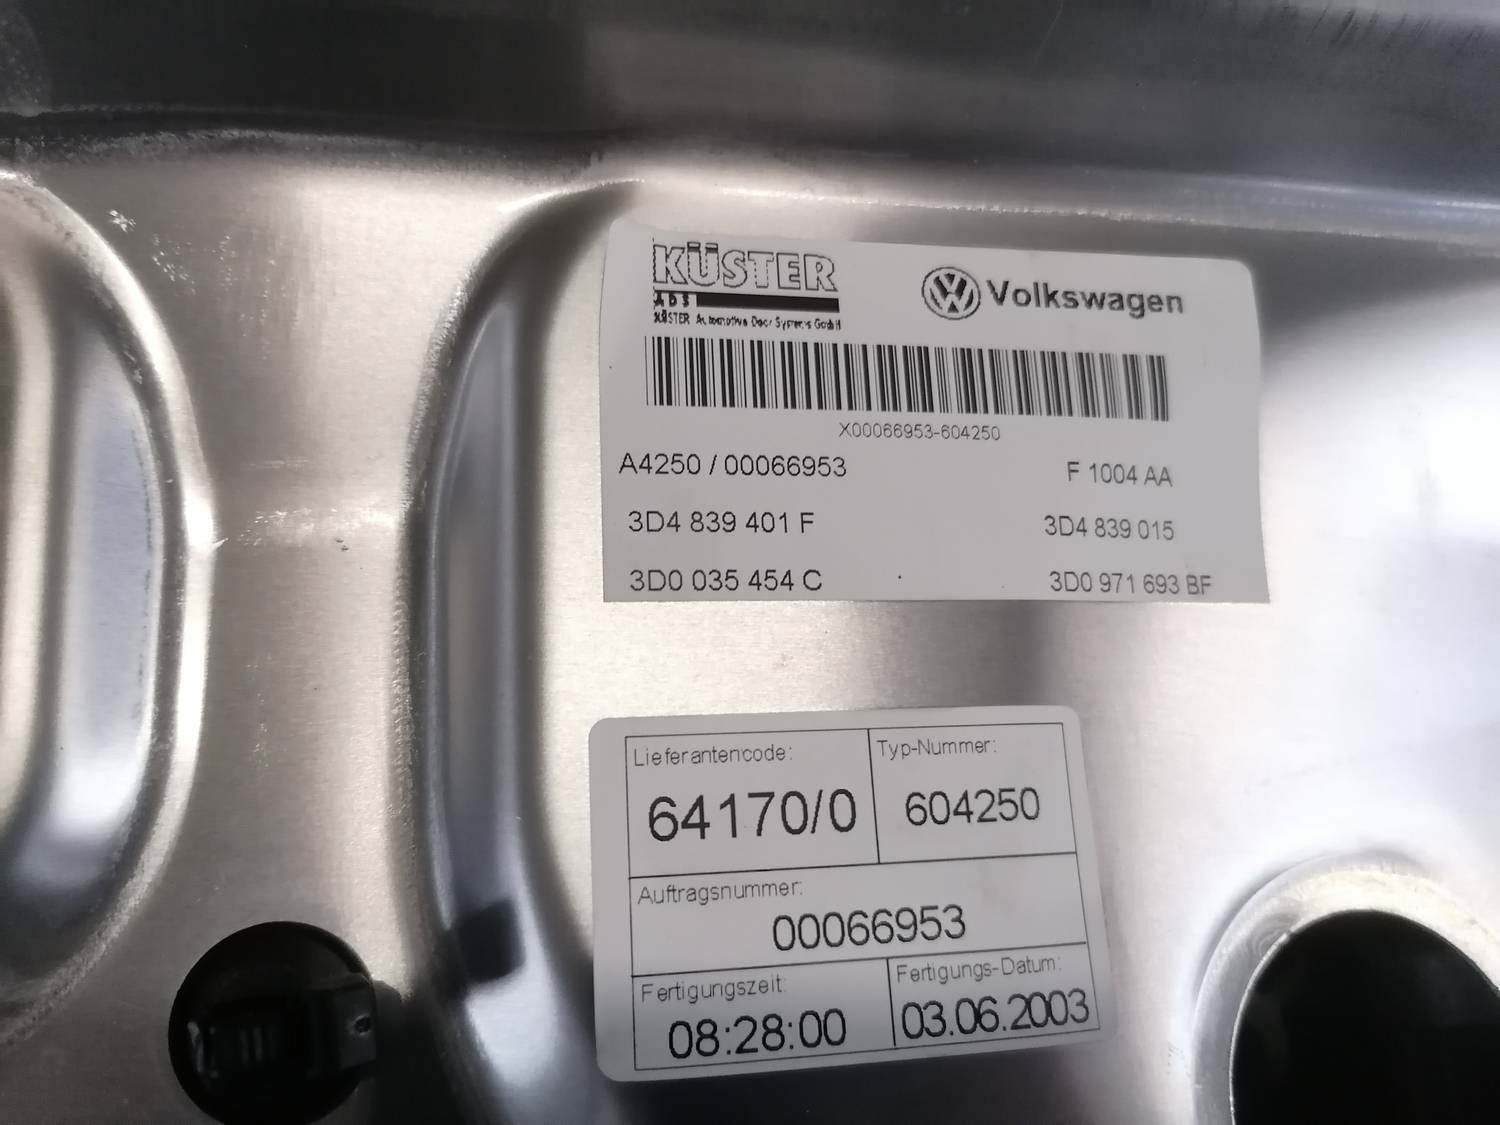 KÜSTER
ADS
KÜSTER Automotive Door Systems GmbH
Volkswagen
X00066953-604250
A4250 / 00066953
F 1004 AA
3D4 839 401 F
3D4 839 015
3D0 035 454 C
3D0 971 693 BF
Lieferantencode:
Typ-Nummer:
64170/0
604250
Auftragsnummer:
00066953
Fertigungszeit:
Fertigungs-Datum:
08:28:00
03.06.2003